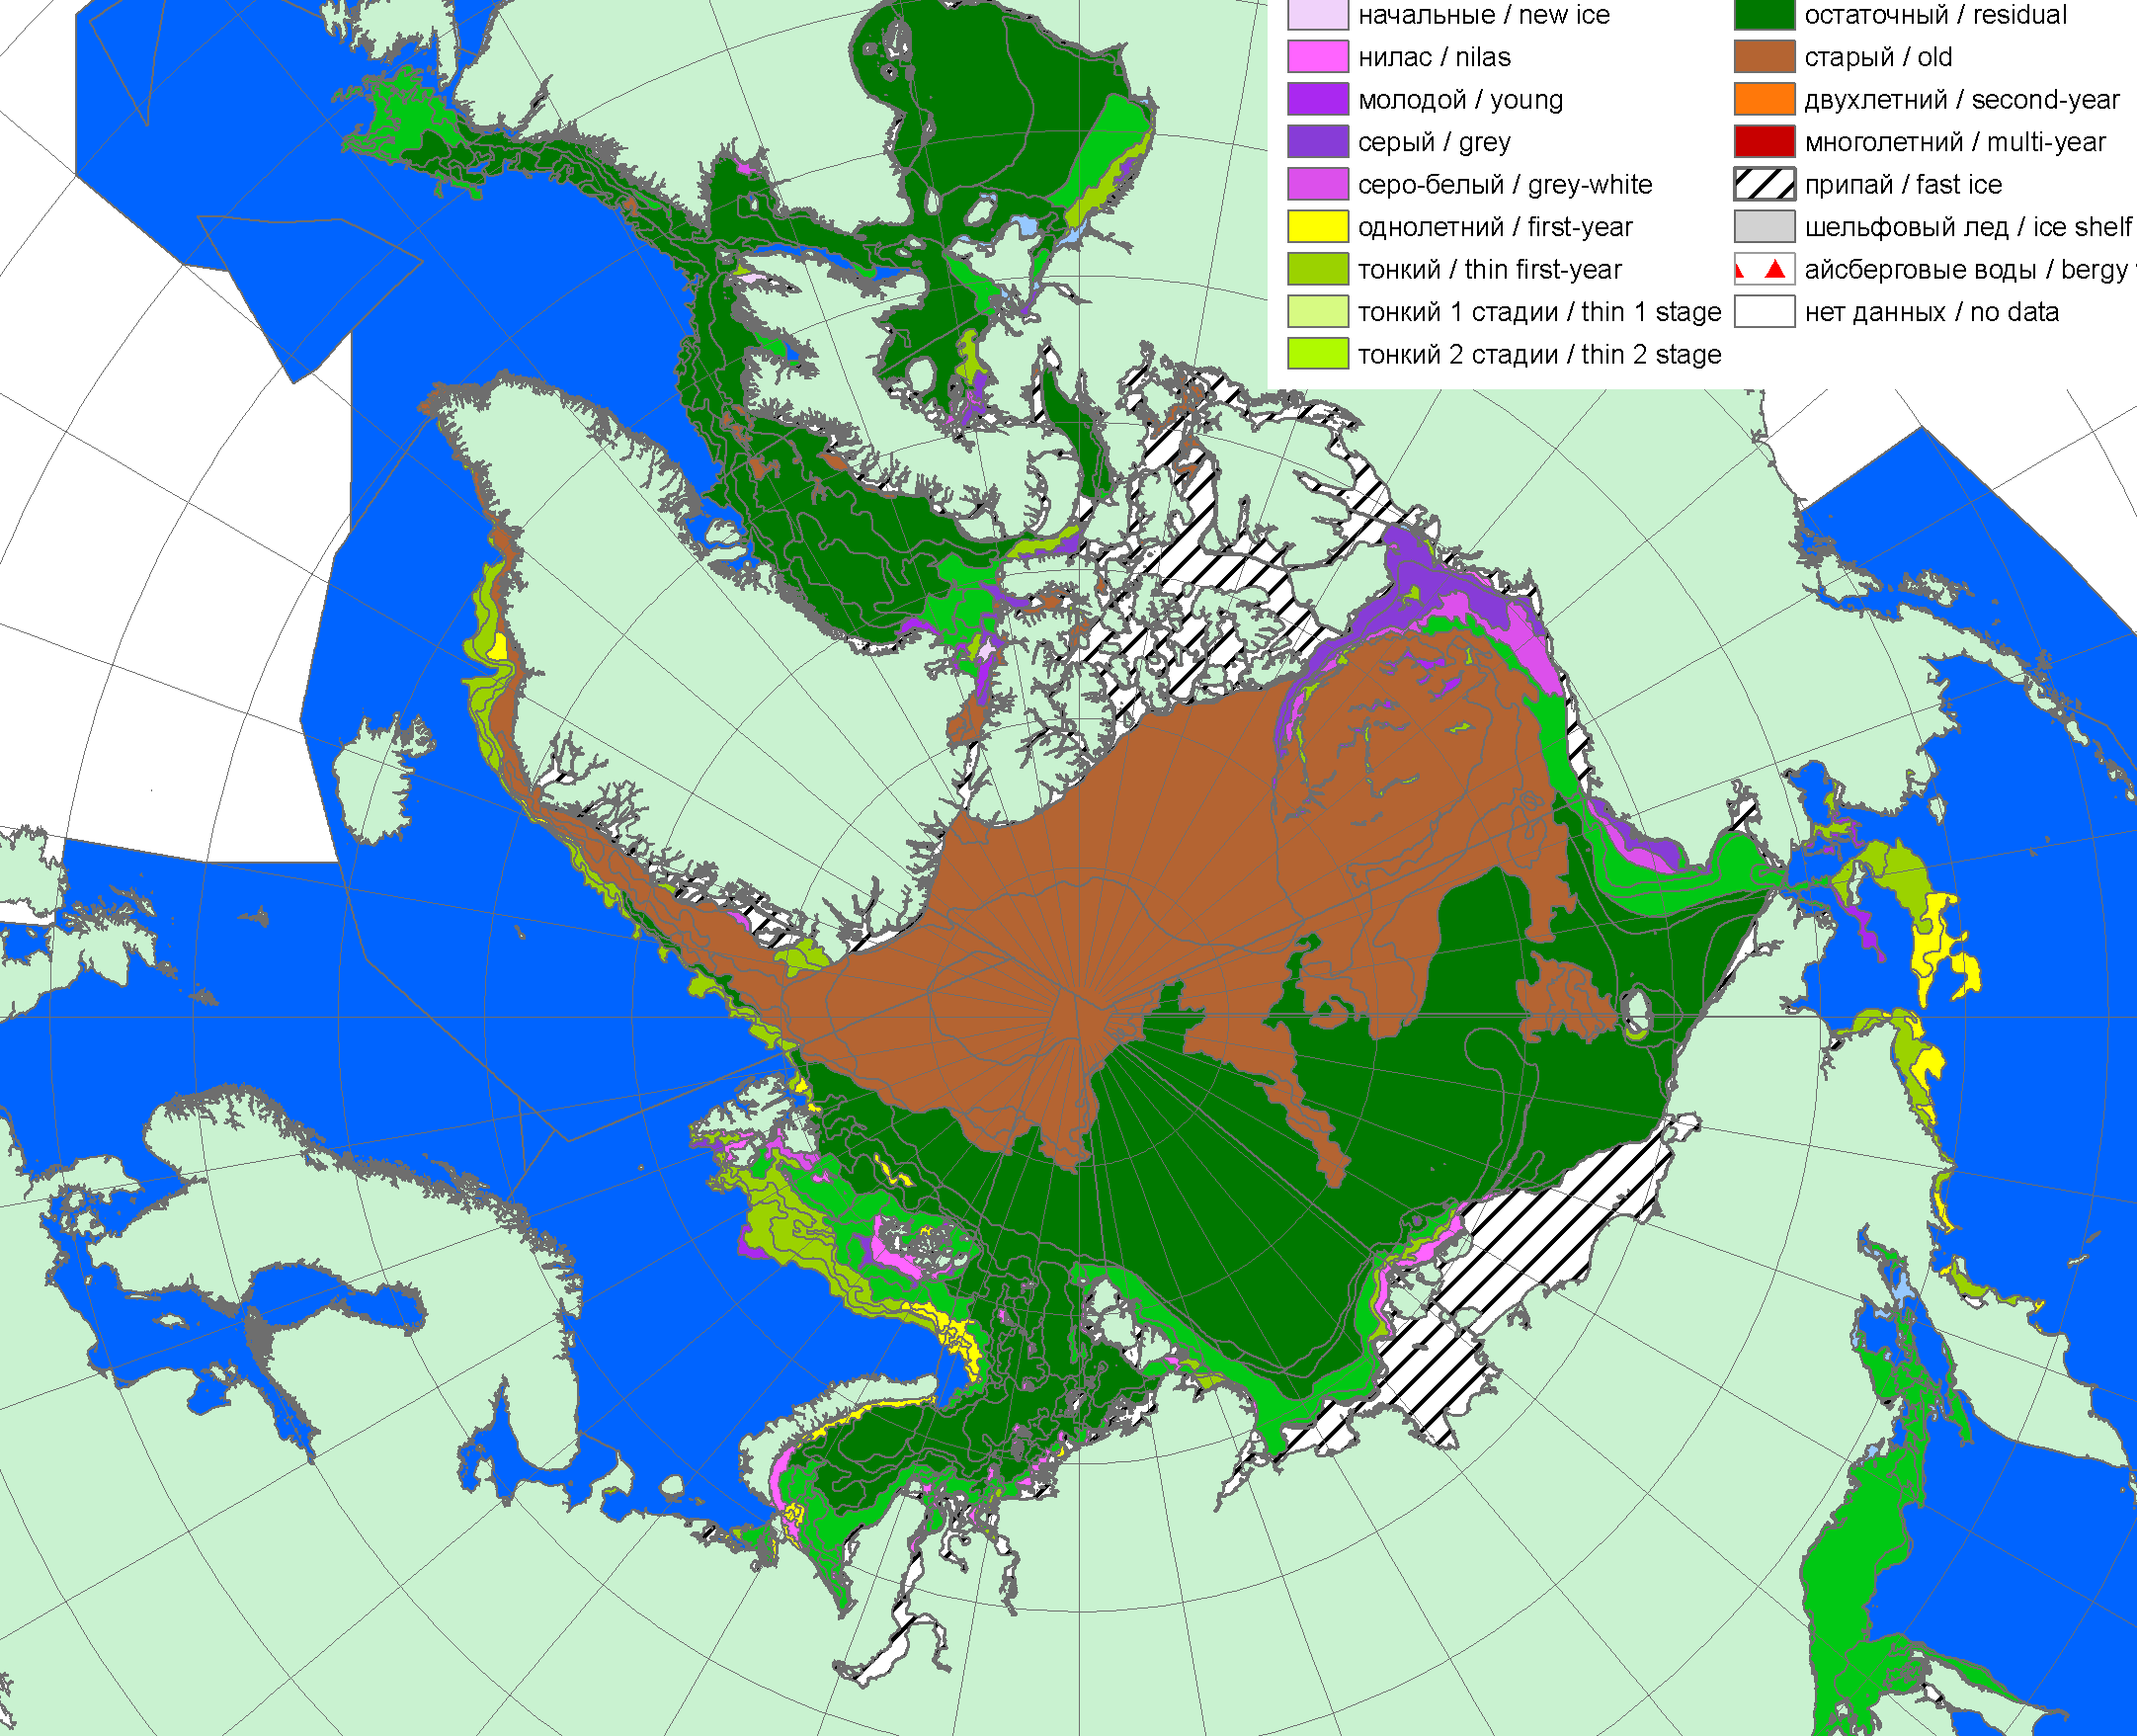 начальные / new ice
нилас / nilas
молодой / young
серый / grey
серо-белый / grey-white
однолетний / first-year
тонкий / thin first-year
тонкий 1 стадии / thin 1 stage
тонкий 2 стадии / thin 2 stage
остаточный / residual
старый / old
двухлетний / second-year
многолетний / multi-year
припай / fast ice
шельфовый лед / ice shelf
айсберговые воды / bergy
нет данных / no data